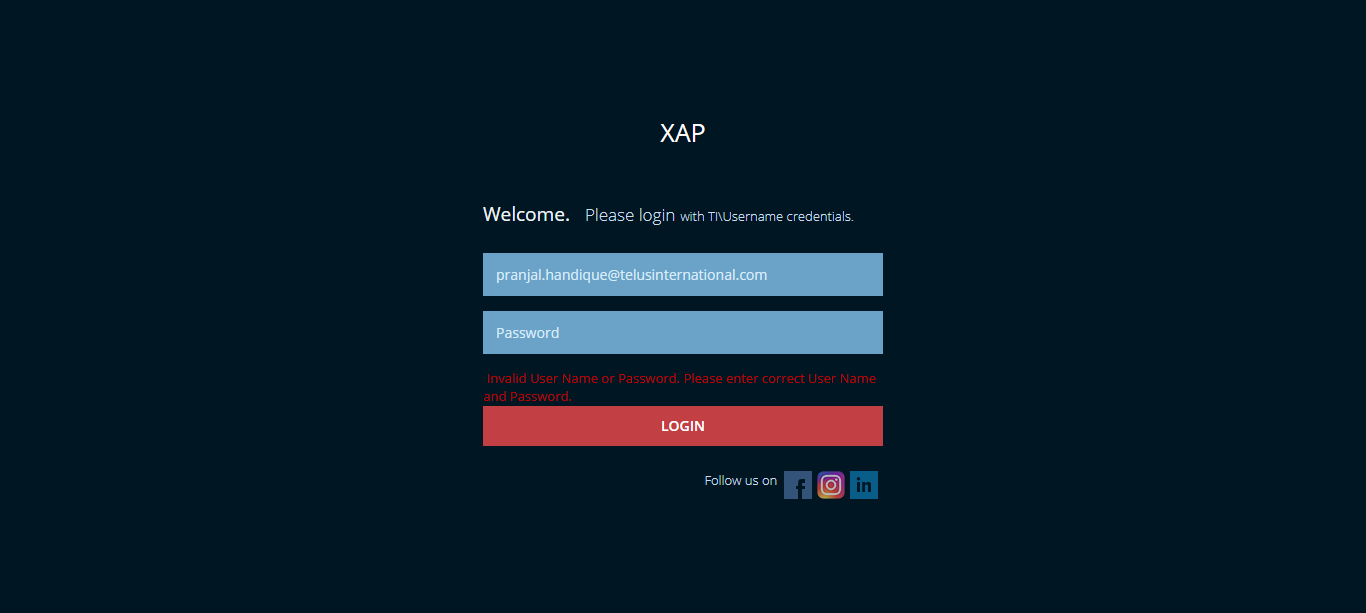 XAP
Welcome. Please login with TI\Username credentials.
pranjal.handique@telusinternational.com
Password
Invalid User Name or Password. Please enter correct User Name
and Password.
LOGIN
Follow us on